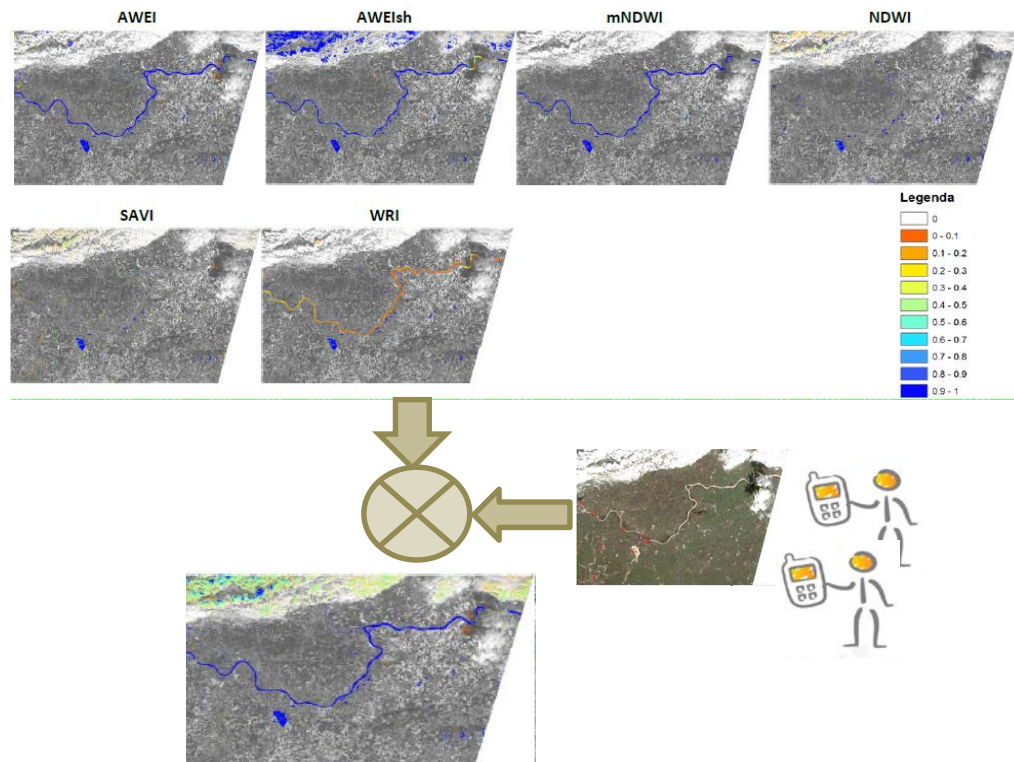 AWEI
AWEIsh
mNDWI
NDWI
SAVI
WRI
Legenda
0
0 - 0.1
0.1 - 0.2
0.2 - 0.3
0.3 - 0.4
0.4 - 0.5
0.5 - 0.6
0.6 - 0.7
0.7 - 0.8
0.8 - 0.9
0.9 - 1